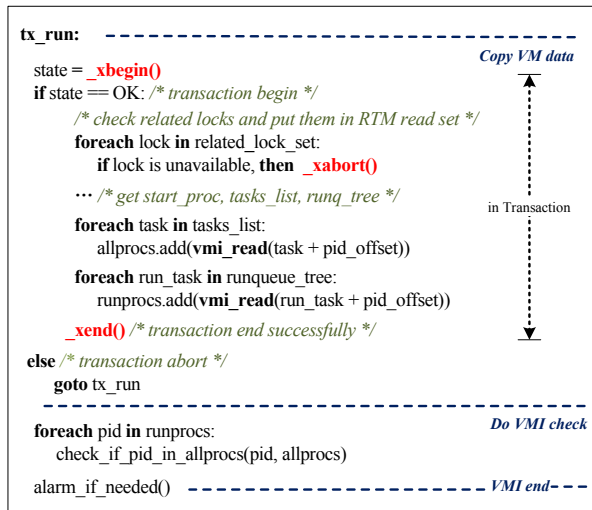 tx_run:
Copy VM data
state = _xbegin()
if state == OK: /* transaction begin */
/* check related locks and put them in RTM read set */
foreach lock in related_lock_set:
if lock is unavailable, then _xabort()
··· /* get start_proc, tasks_list, runq_tree */
in Transaction
foreach task in tasks_list:
allprocs.add(vmi_read(task + pid_offset))
foreach run_task in runqueue_tree:
runprocs.add(vmi_read(run_task + pid_offset))
_xend() /* transaction end successfully */
else /* transaction abort */
goto tx_run
Do VMI check
foreach pid in runprocs:
check_if_pid_in_allprocs(pid, allprocs)
alarm_if_needed()
VMI end